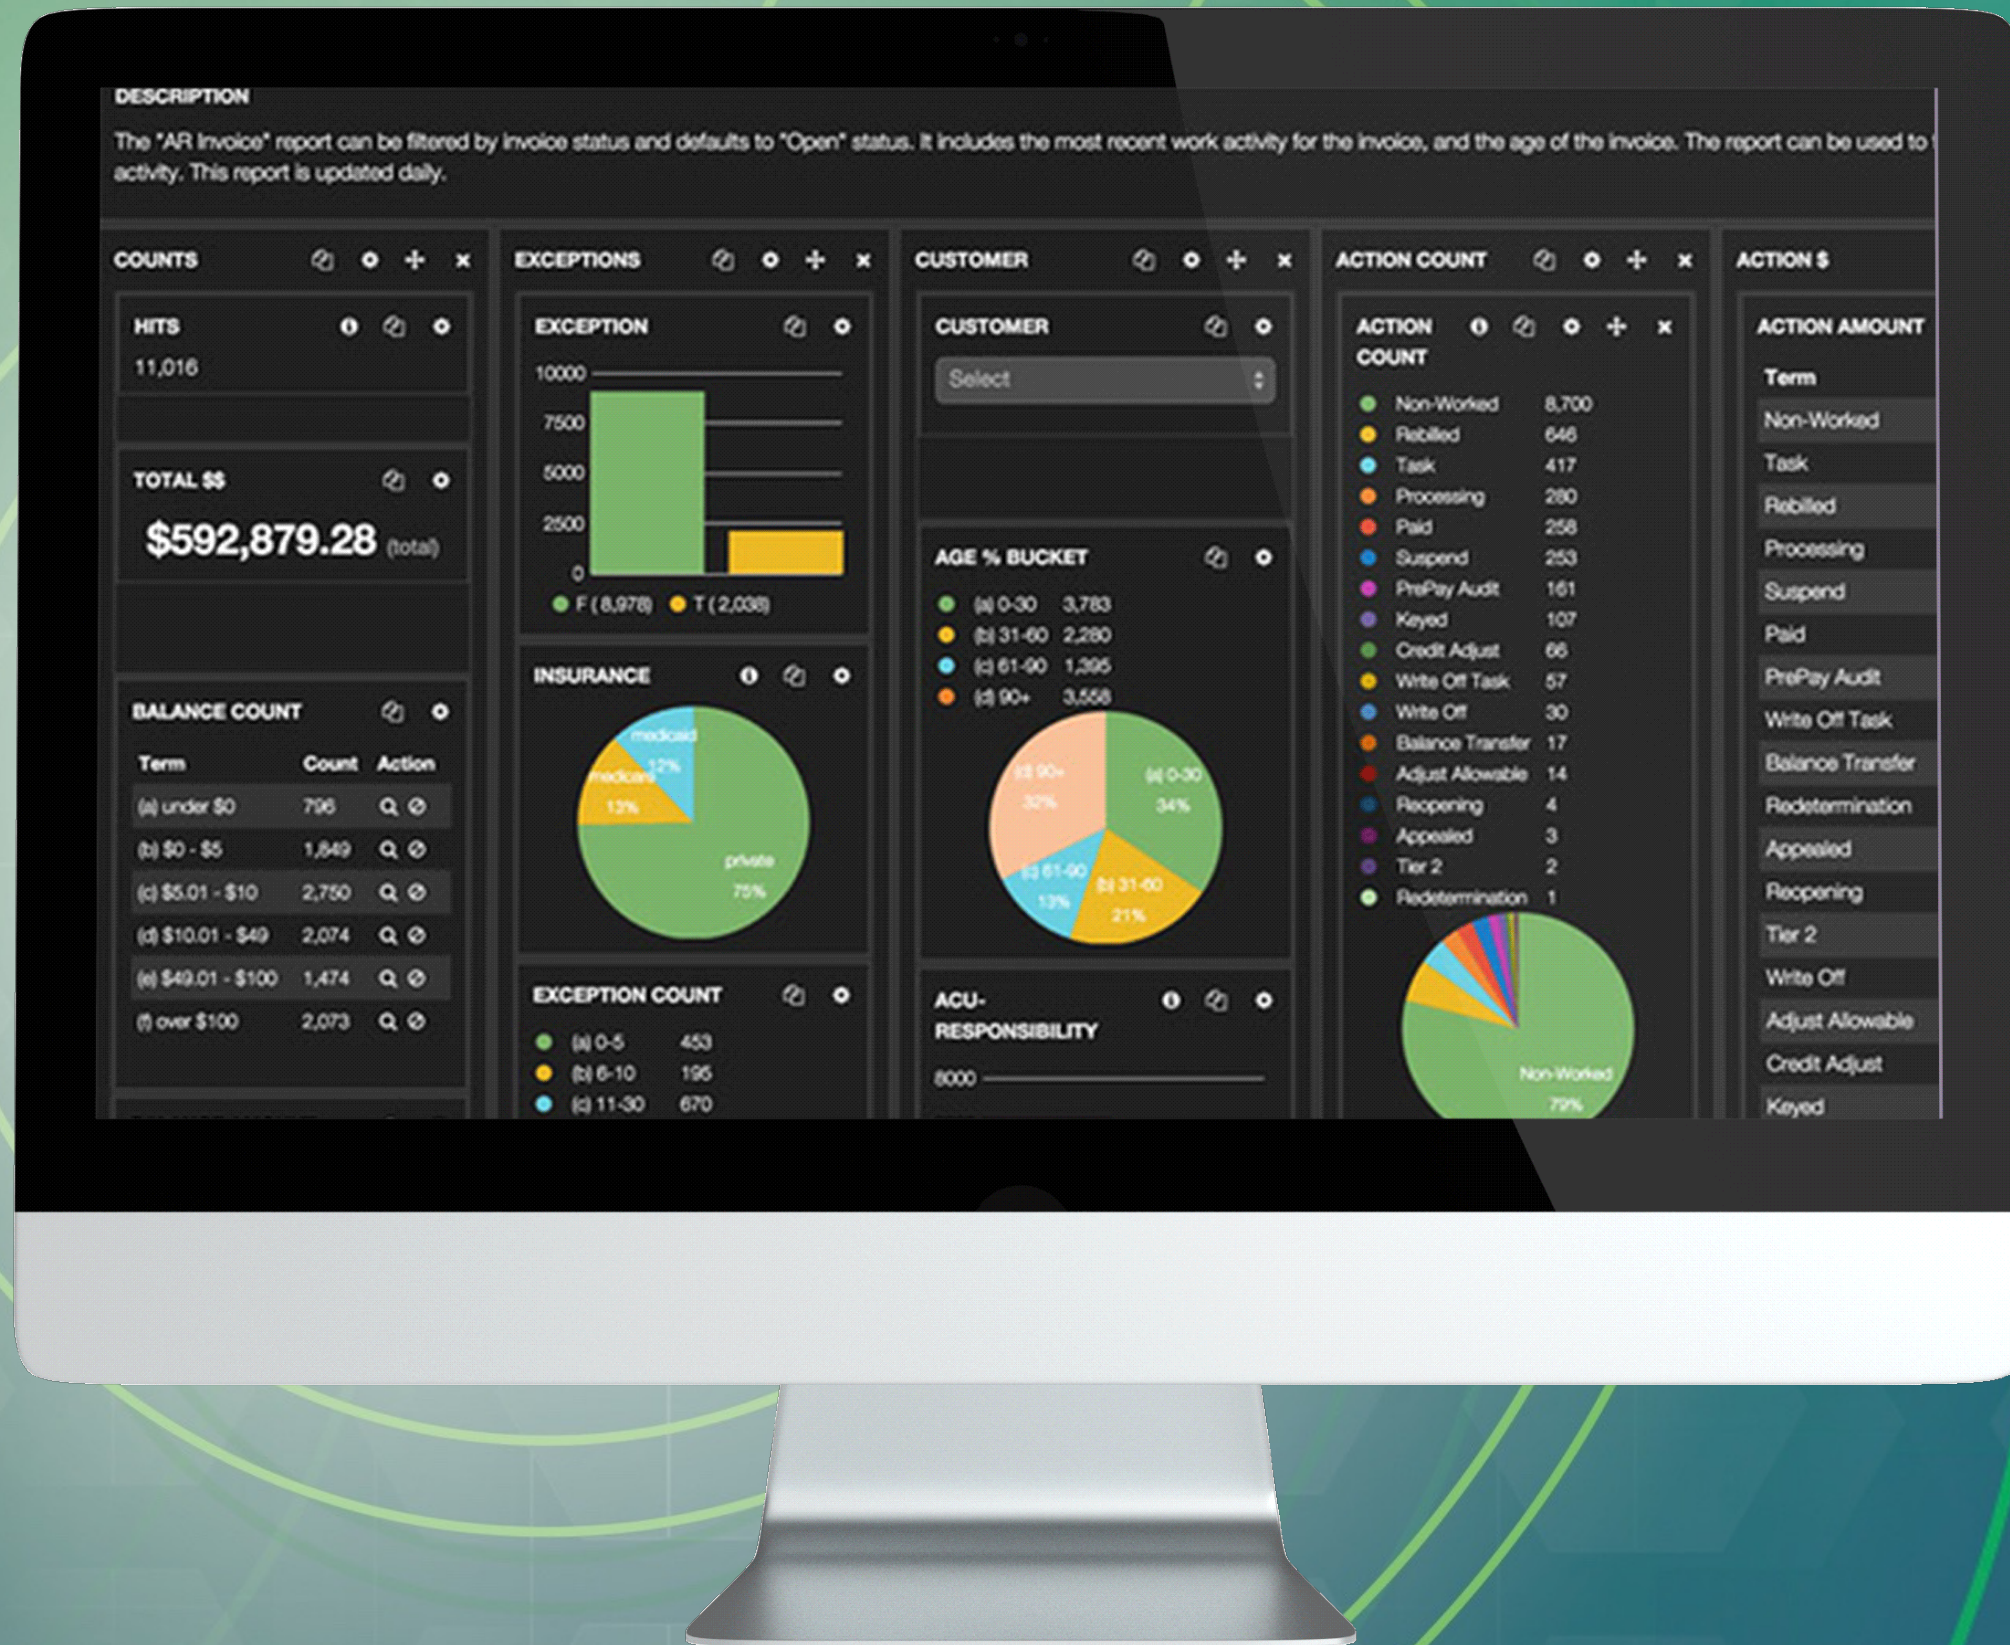 DESCRIPTION
The "AR Invoice" report can be filtered by invoice status and defaults to "Open" status. It includes the most recent work activity for the invoice, and the age of the invoice. The report can be used to
activity. This report is updated daily.
COUNTS
HITS
11,016
TOTAL $$
$592,879.28 (total)
BALANCE COUNT
Term Count Action
(a) under $0 796
(b) $0 - $5 1,849
(c) $5.01 - $10 2,750
(d) $10.01 - $49 2,074
(e) $49.01 - $100 1,474
(f) over $100 2,073
EXCEPTIONS
EXCEPTION
10000
7500
5000
2500
0
F (8,978) T (2,038)
INSURANCE
medicaid
12%
medicare
13%
private
75%
EXCEPTION COUNT
(a) 0-5 453
(b) 6-10 195
(c) 11-30 670
CUSTOMER
CUSTOMER
Select
AGE % BUCKET
(a) 0-30 3,783
(b) 31-60 2,280
(c) 61-90 1,395
(d) 90+ 3,558
(d) 90+
32%
(a) 0-30
34%
(c) 61-90
13%
(b) 31-60
21%
ACU-
RESPONSIBILITY
8000
ACTION COUNT
ACTION
COUNT
Non-Worked 8,700
Rebilled 646
Task 417
Processing 280
Paid 258
Suspend 253
PrePay Audit 161
Keyed 107
Credit Adjust 66
Write Off Task 57
Write Off 30
Balance Transfer 17
Adjust Allowable 14
Reopening 4
Appealed 3
Tier 2 2
Redetermination 1
Non-Worked
79%
ACTION $
ACTION AMOUNT
Term
Non-Worked
Task
Rebilled
Processing
Suspend
Paid
PrePay Audit
Write Off Task
Balance Transfer
Redetermination
Appealed
Reopening
Tier 2
Write Off
Adjust Allowable
Credit Adjust
Keyed